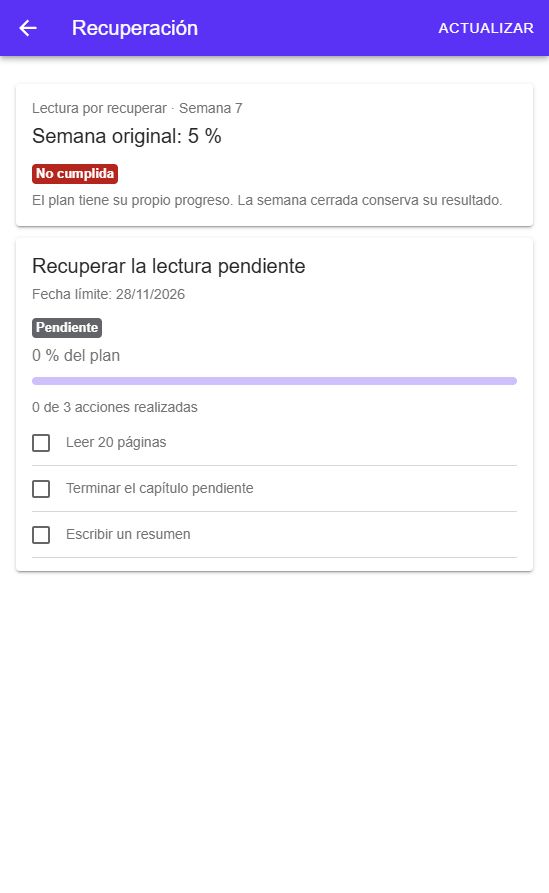 Recuperación
ACTUALIZAR
Lectura por recuperar · Semana 7
Semana original: 5 %
No cumplida
El plan tiene su propio progreso. La semana cerrada conserva su resultado.
Recuperar la lectura pendiente
Fecha límite: 28/11/2026
Pendiente
0 % del plan
0 de 3 acciones realizadas
Leer 20 páginas
Terminar el capítulo pendiente
Escribir un resumen